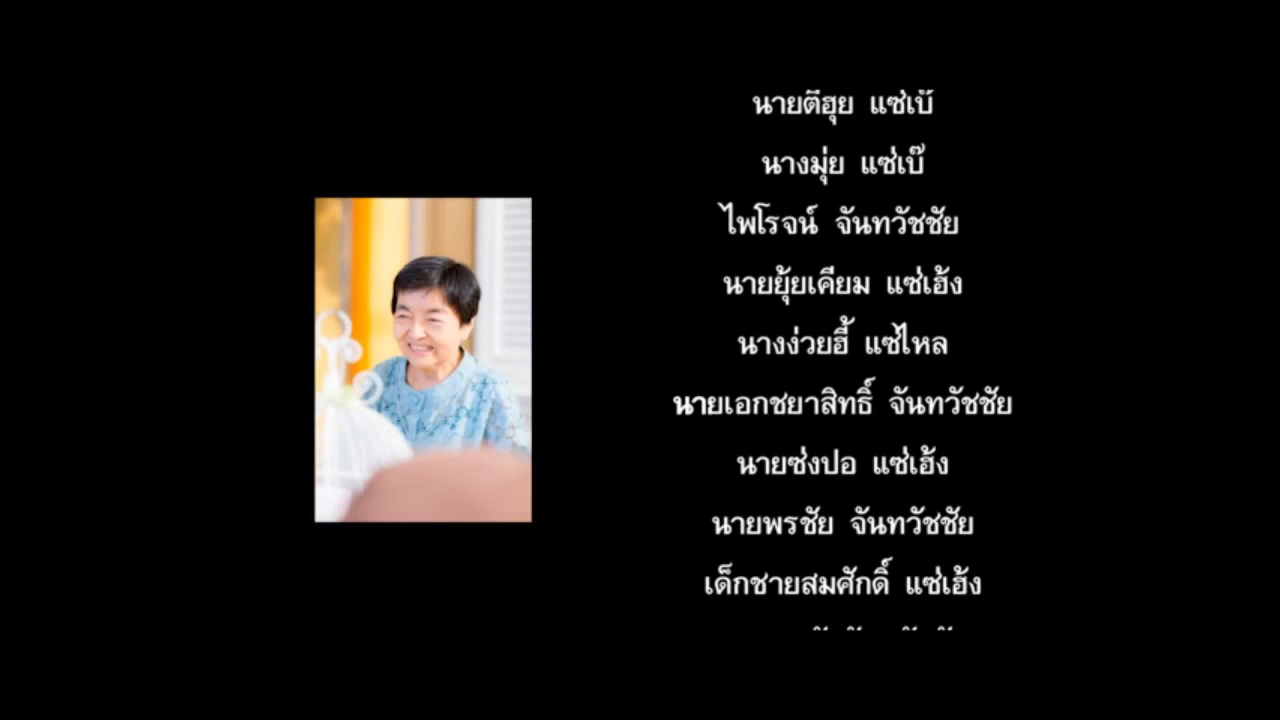 นายตีฮุย แซ่เบ๊
นางมุ่ย แซ่เบ๊
ไพโรจน์ จันทวัชชัย
นายยุ้ยเคียม แซ่เฮ้ง
นางง่วยฮี้ แซ่ไหล
นายเอกชยาสิทธิ์ จันทวัชชัย
นายซ่งปอ แซ่เฮ้ง
นายพรชัย จันทวัชชัย
เด็กชายสมศักดิ์ แซ่เฮ้ง